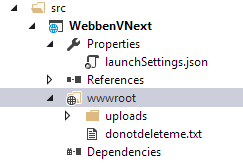 src
WebbenVNext
Properties
launchSettings.json
References
wwwroot
uploads
donotdeleteme.txt
Dependencies